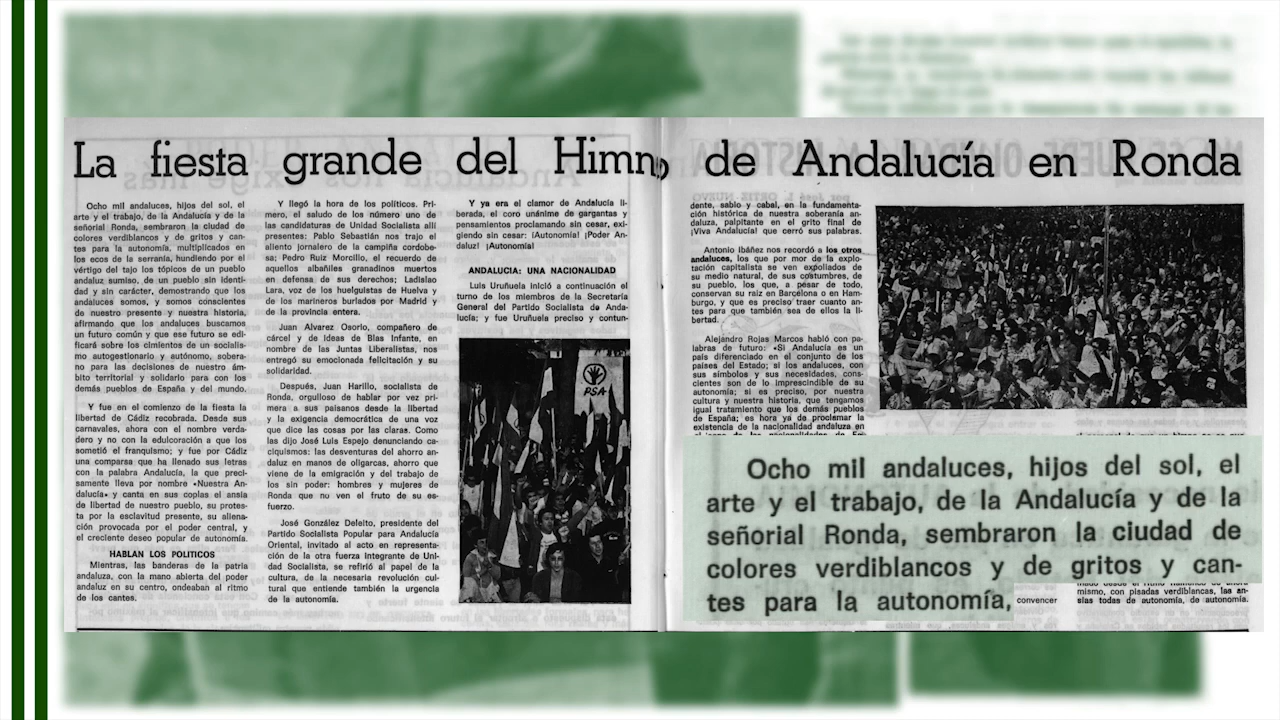 La fiesta grande del Himno de Andalucía en Ronda
Ocho mil andaluces, hijos del sol, el
arte y el trabajo, de la Andalucía y de la
señorial Ronda, sembraron la ciudad de
colores verdiblancos y de gritos y can-
tes para la autonomía, multiplicados en
los ecos de la serranía, hundiendo por el
vértigo del tajo los tópicos de un pueblo
andaluz sumiso, de un pueblo sin identi-
dad y sin carácter, demostrando que los
andaluces somos, y somos conscientes
de nuestro presente y nuestra historia,
afirmando que los andaluces buscamos
un futuro común y que ese futuro se edi-
ficará sobre los cimientos de un socialis-
mo autogestionario y autónomo, sobera-
no para las decisiones de nuestro ám-
bito territorial y solidario para con los
demás pueblos de España y del mundo.
Y fue en el comienzo de la fiesta la
libertad de Cádiz recobrada. Desde sus
carnavales, ahora con el nombre verda-
dero y no con la edulcoración a que los
sometió el franquismo; y fue por Cádiz
una comparsa que ha llenado sus letras
con la palabra Andalucía, la que preci-
samente lleva por nombre «Nuestra An-
dalucía» y canta en sus coplas el ansia
de libertad de nuestro pueblo, su protes-
ta por la esclavitud presente, su aliena-
ción provocada por el poder central, y
el creciente deseo popular de autonomía.
HABLAN LOS POLITICOS
Mientras, las banderas de la patria
andaluza, con la mano abierta del poder
andaluz en su centro, ondeaban al ritmo
de los cantes.
Y llegó la hora de los políticos. Pri-
mero, el saludo de los número uno de
las candidaturas de Unidad Socialista allí
presentes: Pablo Sebastián nos trajo el
aliento jornalero de la campiña cordobe-
sa; Pedro Ruiz Morcillo, el recuerdo de
aquellos albañiles granadinos muertos
en defensa de sus derechos; Ladislao
Lara, voz de los huelguistas de Huelva y
de los marineros burlados por Madrid y
de la provincia entera.
Juan Alvarez Osorio, compañero de
cárcel y de ideas de Blas Infante, en
nombre de las Juntas Liberalistas, nos
entregó su emocionada felicitación y su
solidaridad.
Después, Juan Harillo, socialista de
Ronda, orgulloso de hablar por vez pri-
mera a sus paisanos desde la libertad
y la exigencia democrática de una voz
que dice las cosas por las claras. Como
las dijo José Luis Espejo denunciando ca-
ciquismos: las desventuras del ahorro an-
daluz en manos de oligarcas, ahorro que
viene de la emigración y del trabajo de
los sin poder: hombres y mujeres de
Ronda que no ven el fruto de su es-
fuerzo.
José González Deleito, presidente del
Partido Socialista Popular para Andalucía
Oriental, invitado al acto en representa-
ción de la otra fuerza integrante de Uni-
dad Socialista, se refirió al papel de la
cultura, de la necesaria revolución cul-
tural que entiende también la urgencia
de la autonomía.
Y ya era el clamor de Andalucía li-
berada, el coro unánime de gargantas y
pensamientos proclamando sin cesar, exi-
giendo sin cesar: ¡Autonomía! ¡Poder An-
daluz! ¡Autonomía!
ANDALUCIA: UNA NACIONALIDAD
Luis Uruñuela inició a continuación el
turno de los miembros de la Secretaría
General del Partido Socialista de Anda-
lucía; y fue Uruñuela preciso y contun-
PSA
dente, sabio y cabal, en la fundamenta-
ción histórica de nuestra soberanía an-
daluza, palpitante en el grito final de
¡Viva Andalucía! que cerró sus palabras.
Antonio Ibáñez nos recordó a los otros
andaluces, los que por mor de la explo-
tación capitalista se ven expoliados de
su medio natural, de sus costumbres, de
su pueblo, los que, a pesar de todo,
conservan su raíz en Barcelona o en Ham-
burgo, y que es preciso traer cuanto an-
tes para que también sea de ellos la li-
bertad.
Alejandro Rojas Marcos habló con pa-
labras de futuro: «Si Andalucía es un
país diferenciado en el conjunto de los
países del Estado; si los andaluces, con
sus símbolos y sus necesidades, cons-
cientes son de lo imprescindible de su
autonomía; si es preciso, por nuestra
cultura y nuestra historia, que tengamos
igual tratamiento que los demás pueblos
de España; es hora ya de proclamar la
existencia de la nacionalidad andaluza en
Ocho mil andaluces, hijos del sol, el
arte y el trabajo, de la Andalucía y de la
señorial Ronda, sembraron la ciudad de
colores verdiblancos y de gritos y can-
tes para la autonomía,
convencer
mismo, con pisadas verdiblancas, las an-
sias todas de autonomía, de autonomía.